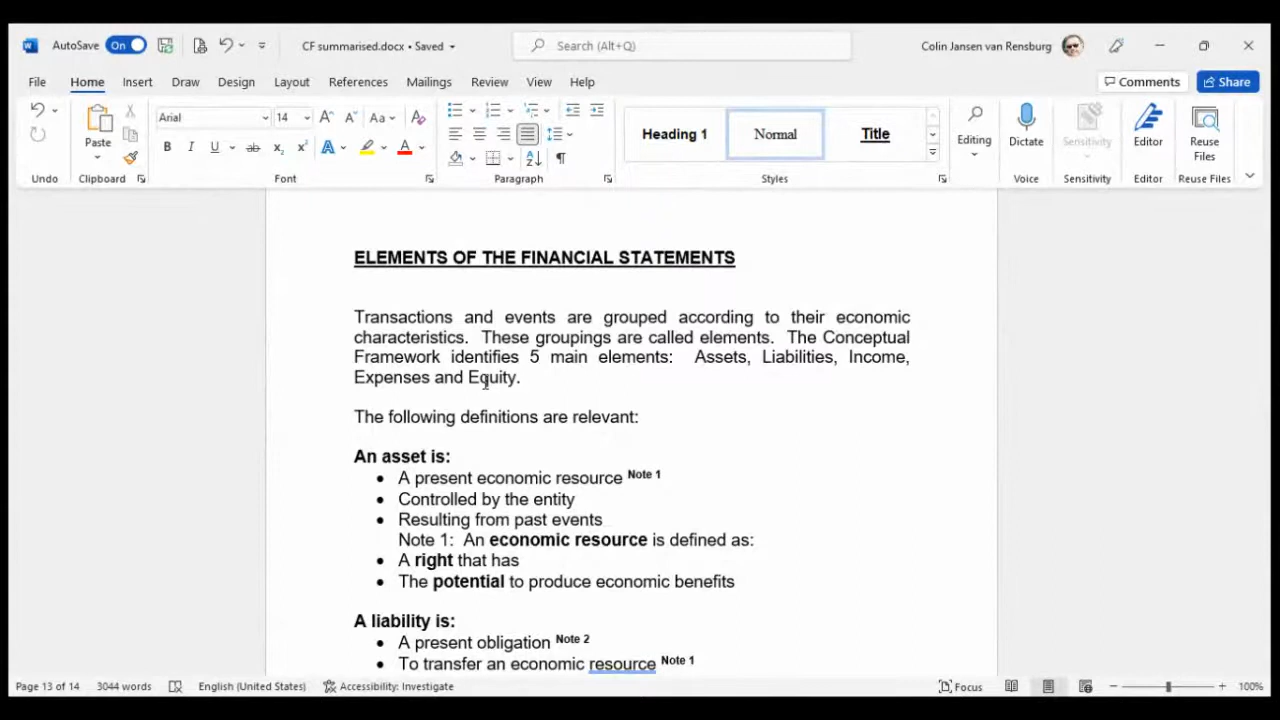 AutoSave On CF summarised.docx • Saved Search (Alt+Q) Colin Jansen van Rensburg
File Home Insert Draw Design Layout References Mailings Review View Help Comments Share
Arial 14 A A Aa A
Heading 1 Normal Title
Paste Editing Dictate Sensitivity Editor Reuse Files
B I U ab x₂ x² A A
Undo Clipboard Font Paragraph Styles Voice Sensitivity Editor Reuse Files
ELEMENTS OF THE FINANCIAL STATEMENTS
Transactions and events are grouped according to their economic
characteristics. These groupings are called elements. The Conceptual
Framework identifies 5 main elements: Assets, Liabilities, Income,
Expenses and Equity.
The following definitions are relevant:
An asset is:
• A present economic resource Note 1
• Controlled by the entity
• Resulting from past events
Note 1: An economic resource is defined as:
• A right that has
• The potential to produce economic benefits
A liability is:
• A present obligation Note 2
• To transfer an economic resource Note 1
Page 13 of 14 3044 words English (United States) Accessibility: Investigate Focus 100%